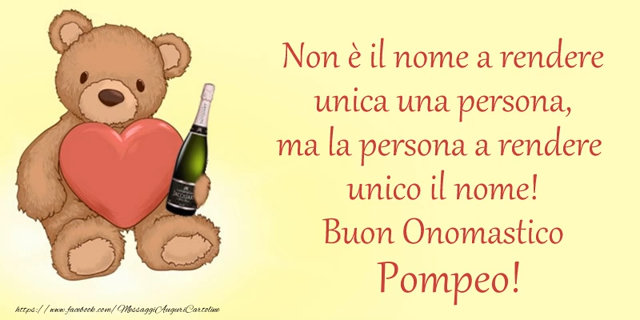 Non è il nome a rendere
unica una persona,
ma la persona a rendere
unico il nome!
Buon Onomastico
Pompeo!
JACQUART
https://www.facebook.com/MessaggiAuguriCartoline